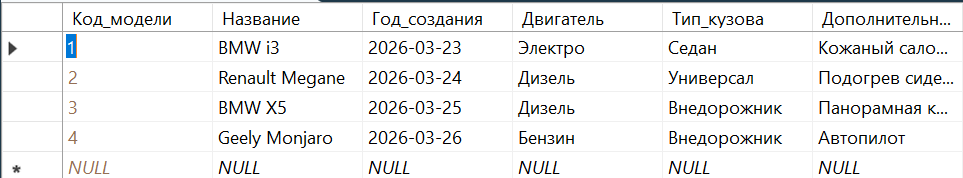 Код_модели Название Год_создания Двигатель Тип_кузова Дополнительн...
1 BMW i3 2026-03-23 Электро Седан Кожаный сало...
2 Renault Megane 2026-03-24 Дизель Универсал Подогрев сиде...
3 BMW X5 2026-03-25 Дизель Внедорожник Панорамная к...
4 Geely Monjaro 2026-03-26 Бензин Внедорожник Автопилот
NULL NULL NULL NULL NULL NULL